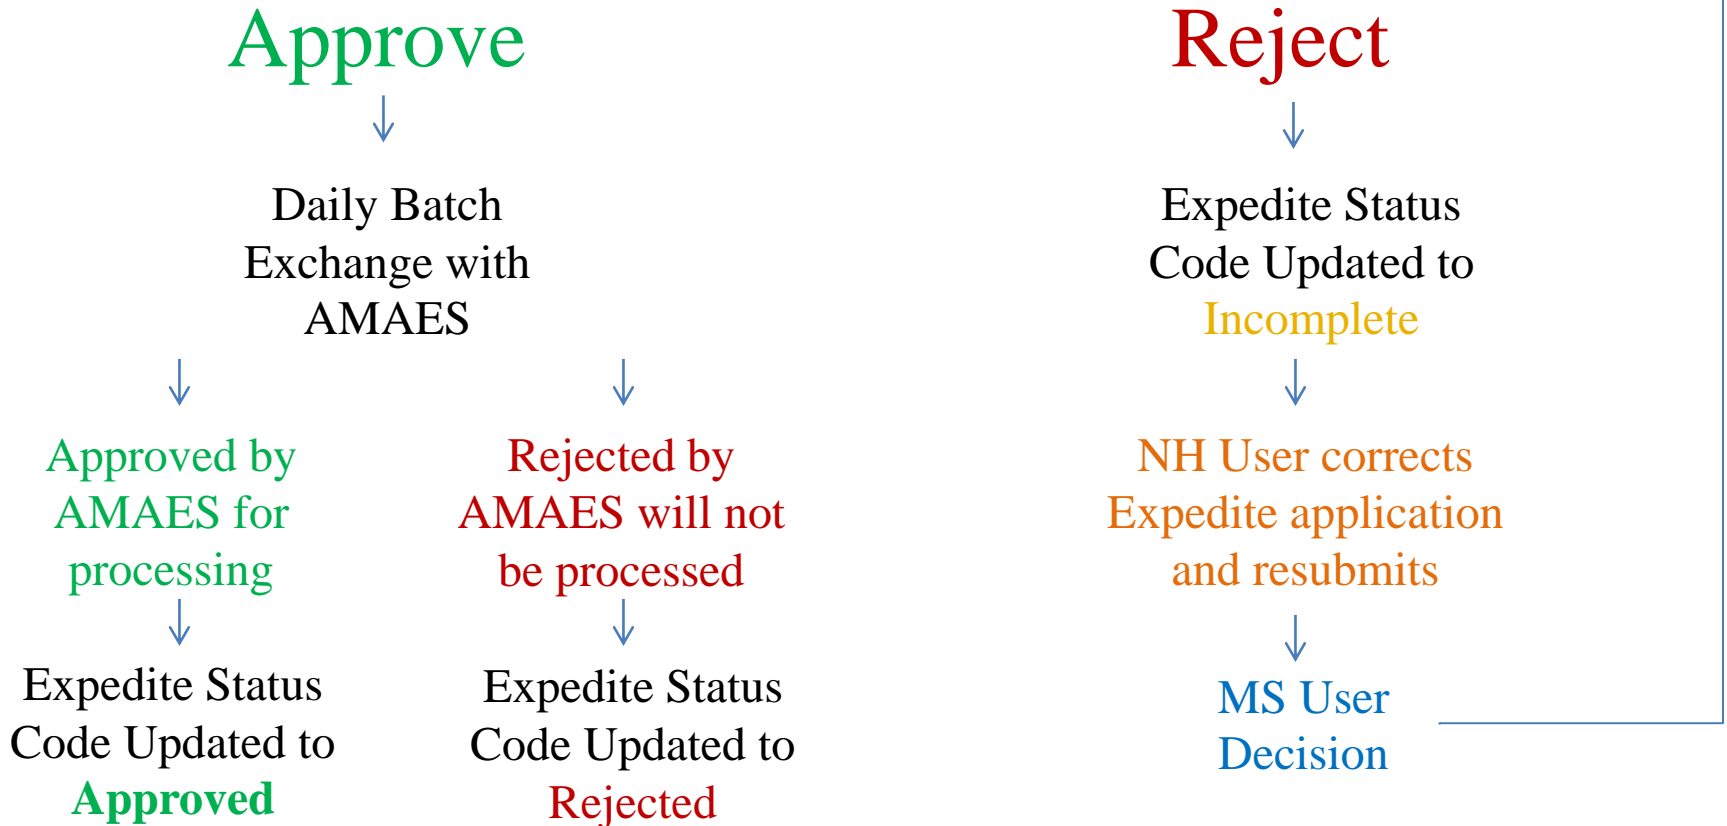 Approve
Reject
Daily Batch
Exchange with
AMAES
Expedite Status
Code Updated to
Incomplete
Approved by
AMAES for
processing
Rejected by
AMAES will not
be processed
NH User corrects
Expedite application
and resubmits
Expedite Status
Code Updated to
Approved
Expedite Status
Code Updated to
Rejected
MS User
Decision